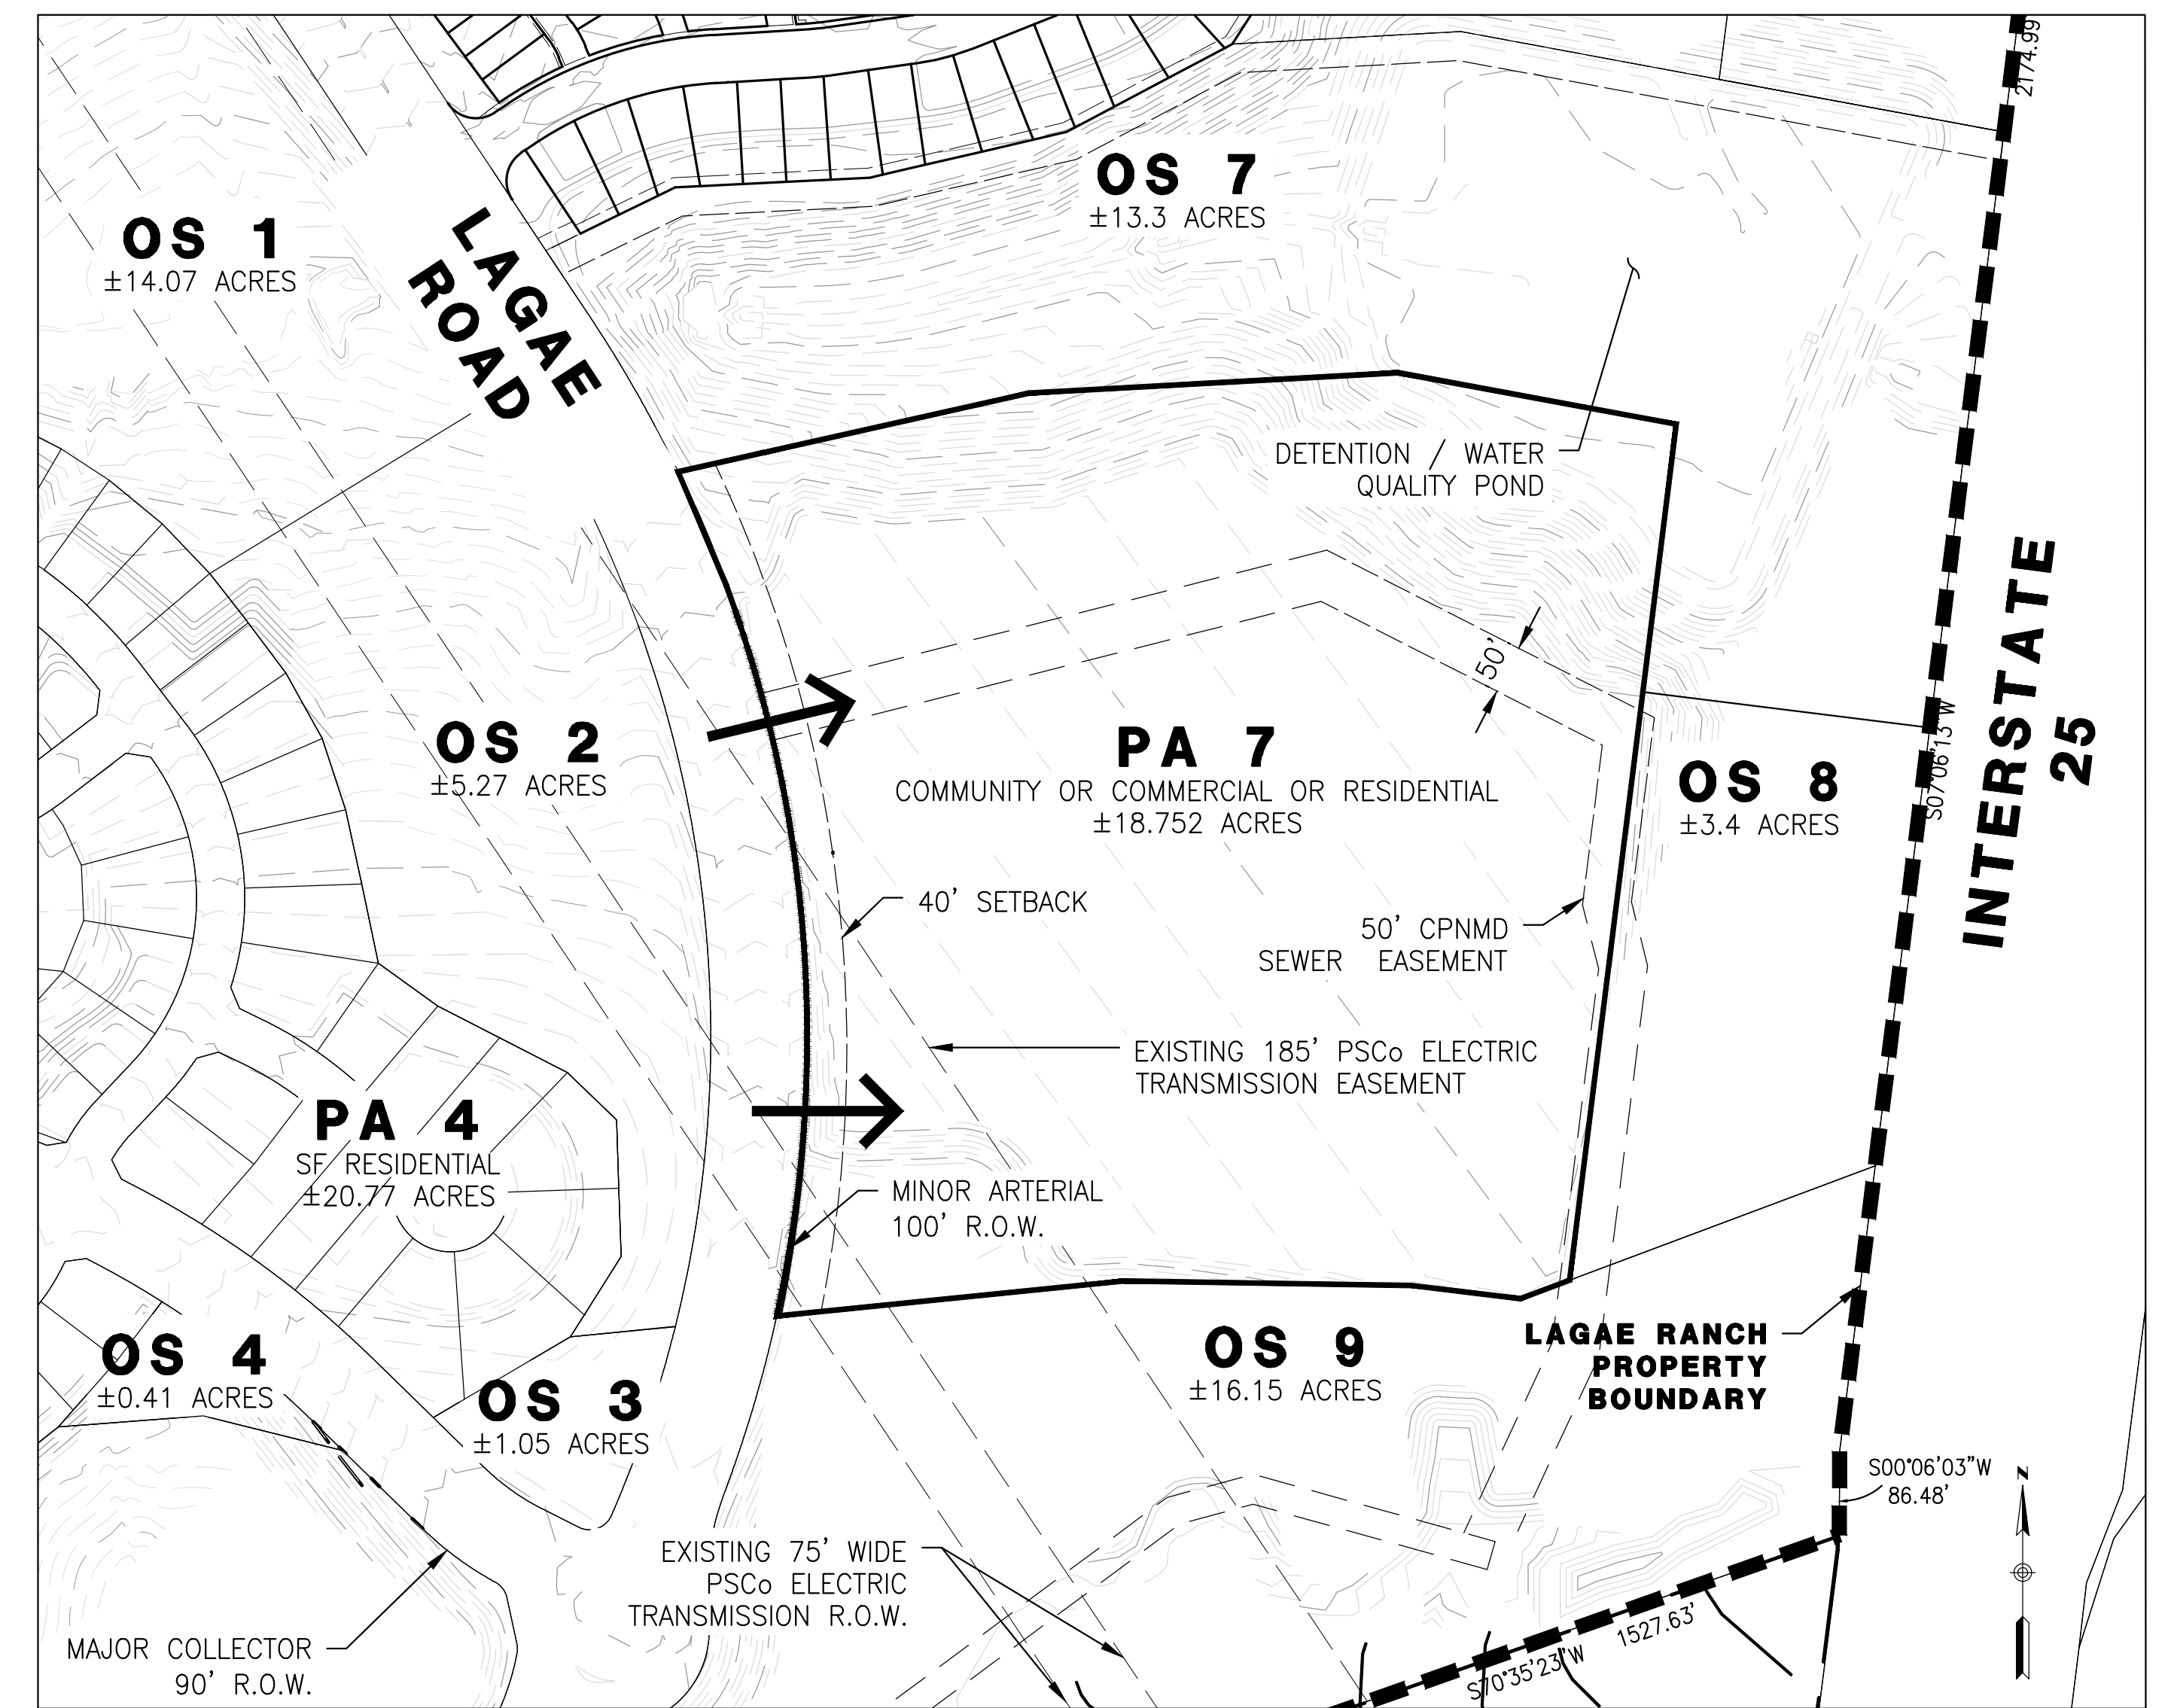 2174.99
OS 7
±13.3 ACRES
OS 1
±14.07 ACRES
LAGAE
ROAD
DETENTION / WATER
QUALITY POND
INTERSTATE
25
50'
S07°06'13"W
OS 2
±5.27 ACRES
PA 7
COMMUNITY OR COMMERCIAL OR RESIDENTIAL
±18.752 ACRES
OS 8
±3.4 ACRES
40' SETBACK
50' CPNMD
SEWER EASEMENT
EXISTING 185' PSCo ELECTRIC
TRANSMISSION EASEMENT
PA 4
SF RESIDENTIAL
±20.77 ACRES
MINOR ARTERIAL
100' R.O.W.
OS 4
±0.41 ACRES
OS 3
±1.05 ACRES
OS 9
±16.15 ACRES
LAGAE RANCH
PROPERTY
BOUNDARY
S00°06'03"W
86.48'
N
EXISTING 75' WIDE
PSCo ELECTRIC
TRANSMISSION R.O.W.
MAJOR COLLECTOR
90' R.O.W.
S70°35'23"W
1527.63'